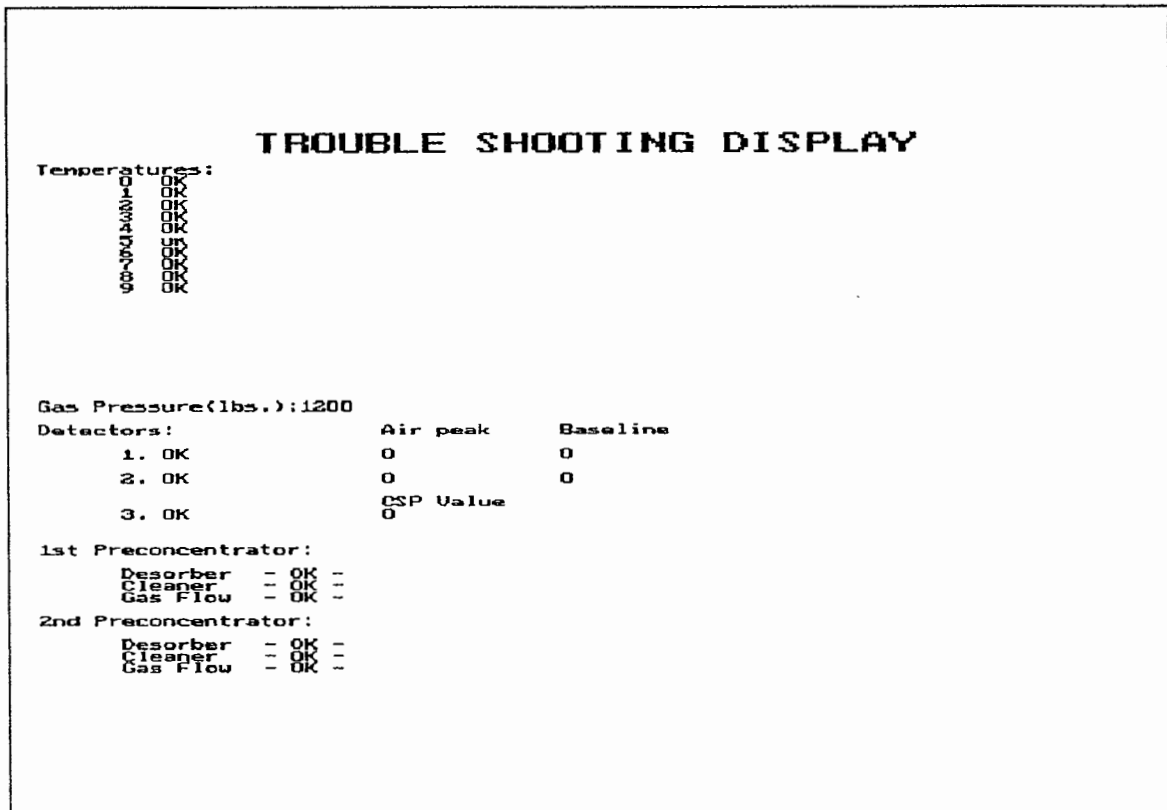 TROUBLE SHOOTING DISPLAY
Temperatures:
0 OK
1 OK
2 OK
3 OK
4 OK
5 OK
6 OK
7 OK
8 OK
9 OK
Gas Pressure(lbs.):1200
Detectors: Air peak Baseline
1. OK 0 0
2. OK 0 0
CSP Value
3. OK 0
1st Preconcentrator:
Desorber - OK -
Cleaner - OK -
Gas Flow - OK -
2nd Preconcentrator:
Desorber - OK -
Cleaner - OK -
Gas Flow - OK -